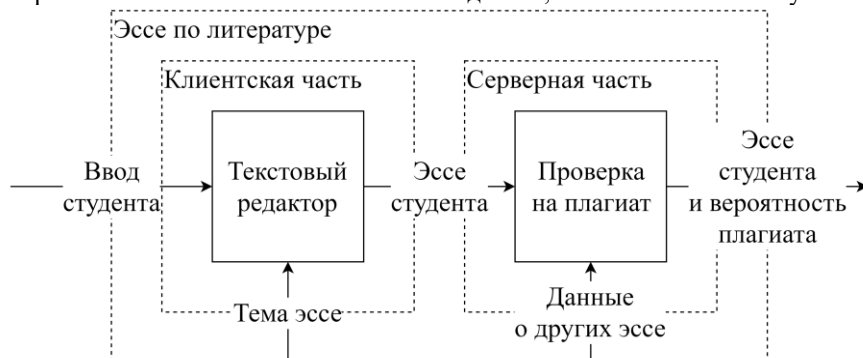 Эссе по литературе
Клиентская часть
Серверная часть
Ввод
студента
Текстовый
редактор
Эссе
студента
Проверка
на плагиат
Эссе
студента
и вероятность
плагиата
Тема эссе
Данные
о других эссе